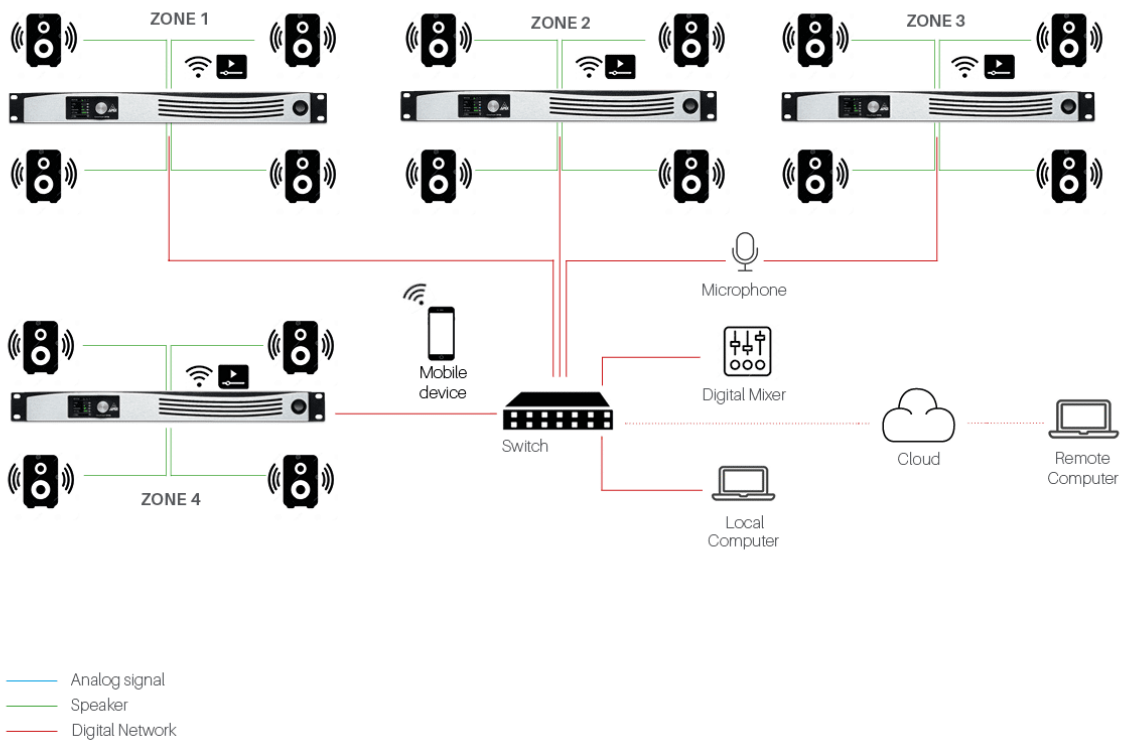 ZONE 1
ZONE 2
ZONE 3
Microphone
Mobile
device
Digital Mixer
Switch
Cloud
Remote
Computer
ZONE 4
Local
Computer
Analog signal
Speaker
Digital Network